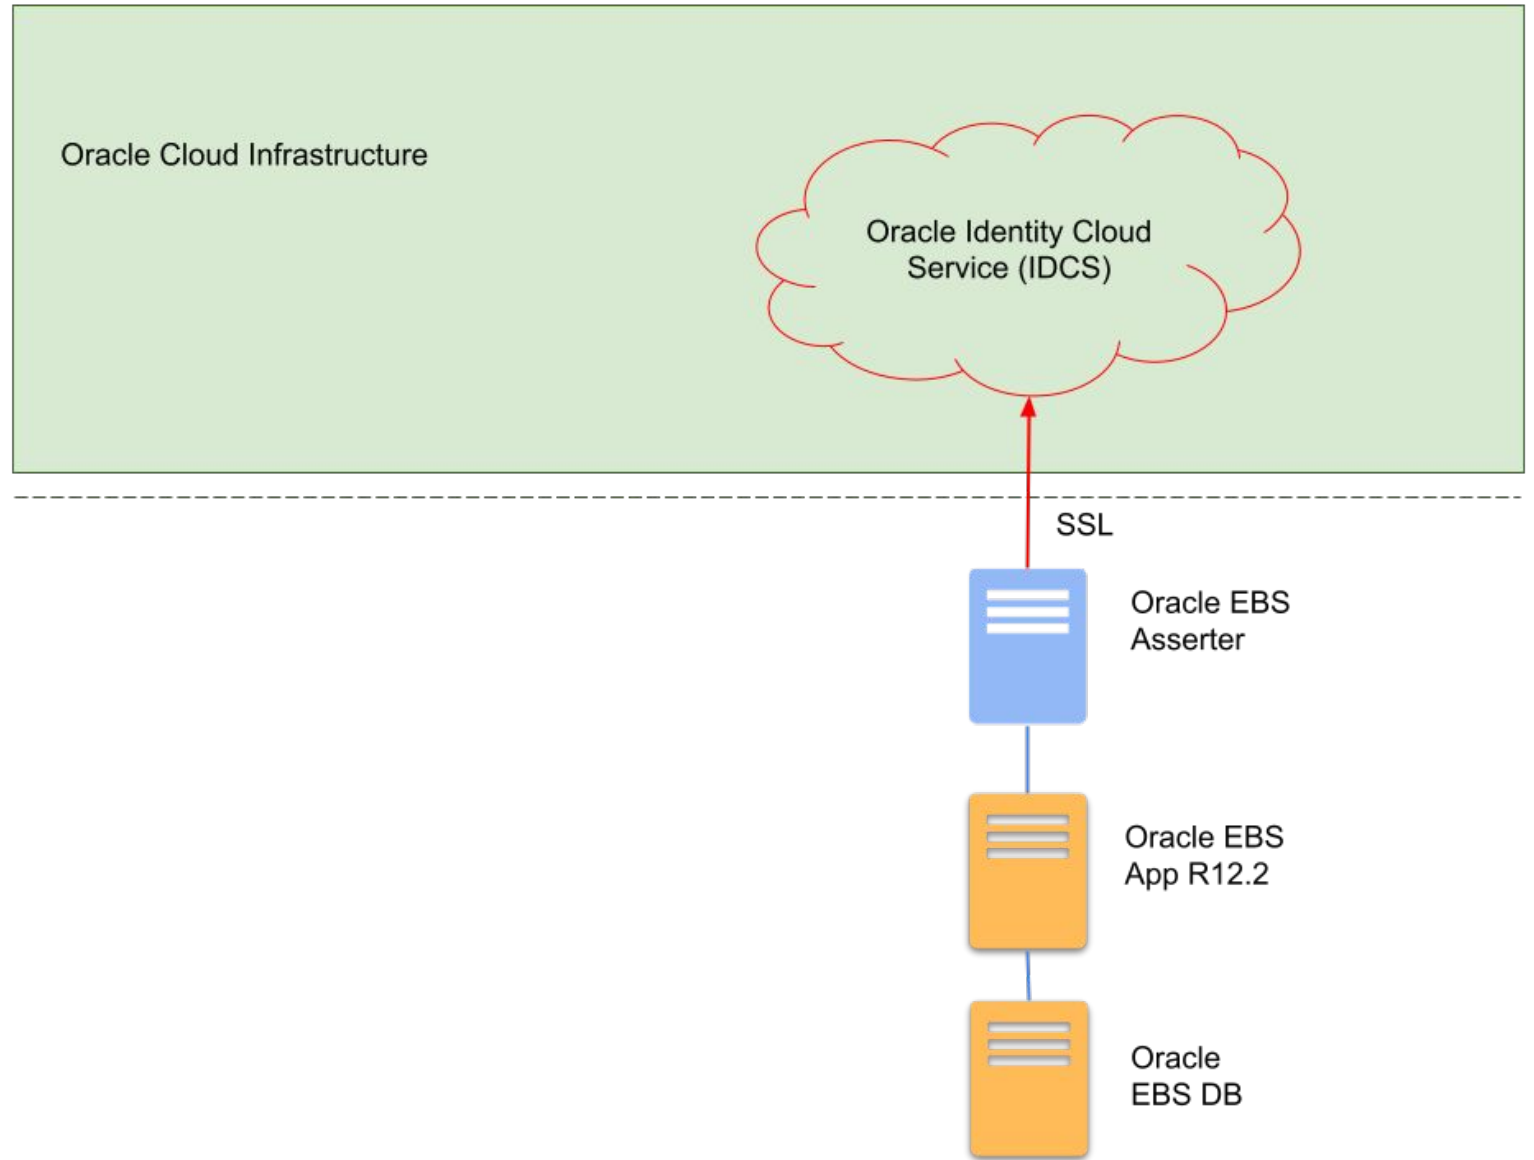 Oracle Cloud Infrastructure
Oracle Identity Cloud
Service (IDCS)
SSL
Oracle EBS
Asserter
Oracle EBS
App R12.2
Oracle
EBS DB